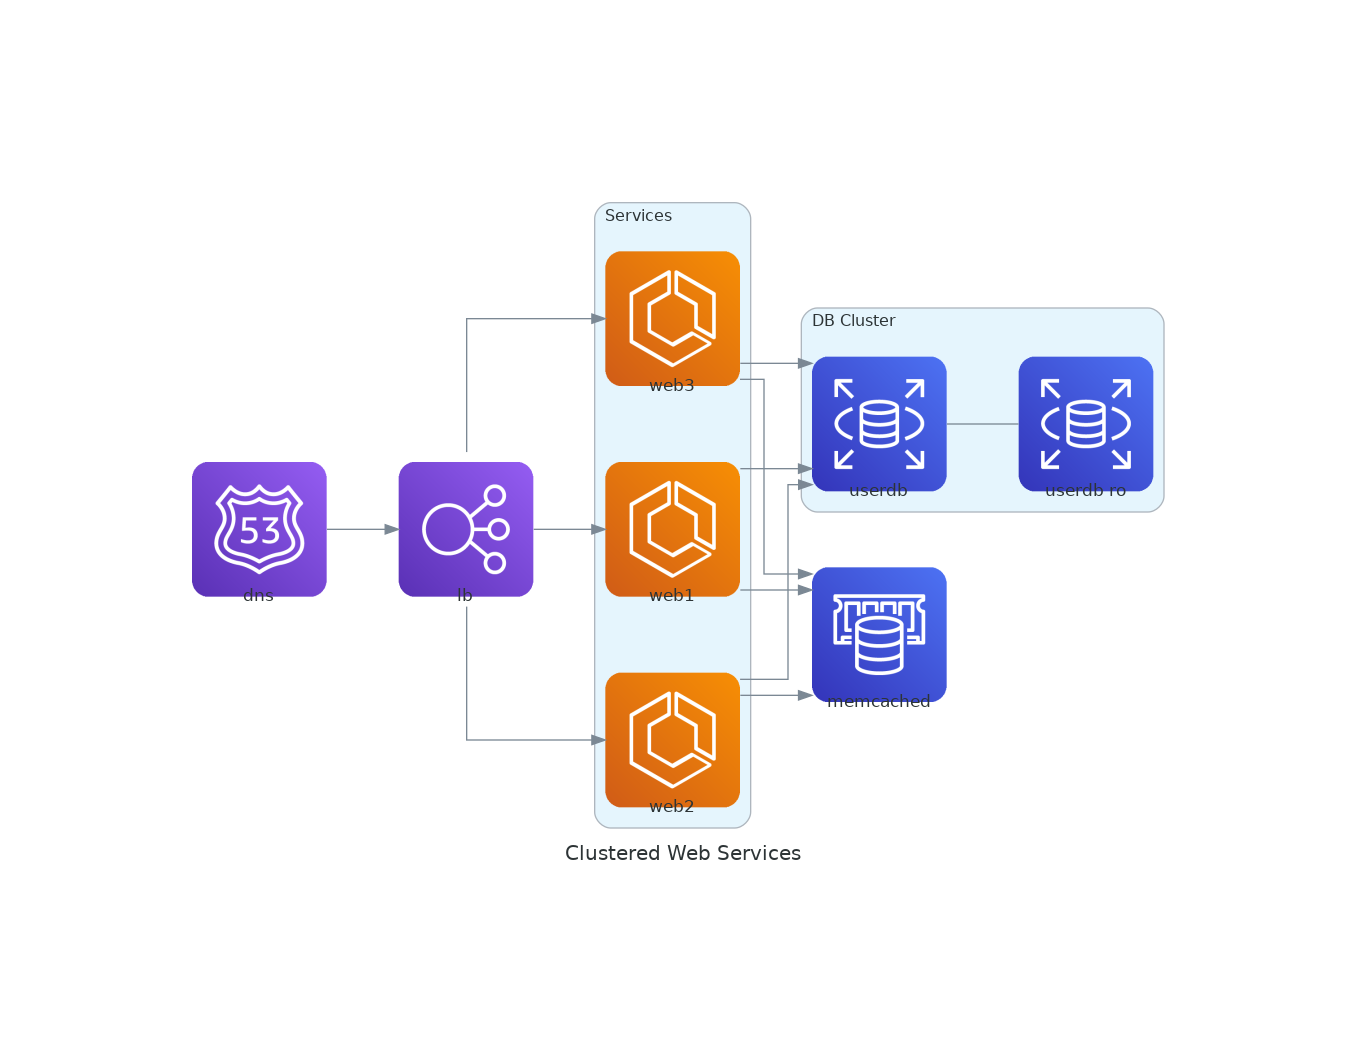 Services
web3
DB Cluster
userdb
userdb ro
53
dns
lb
web1
memcached
web2
Clustered Web Services